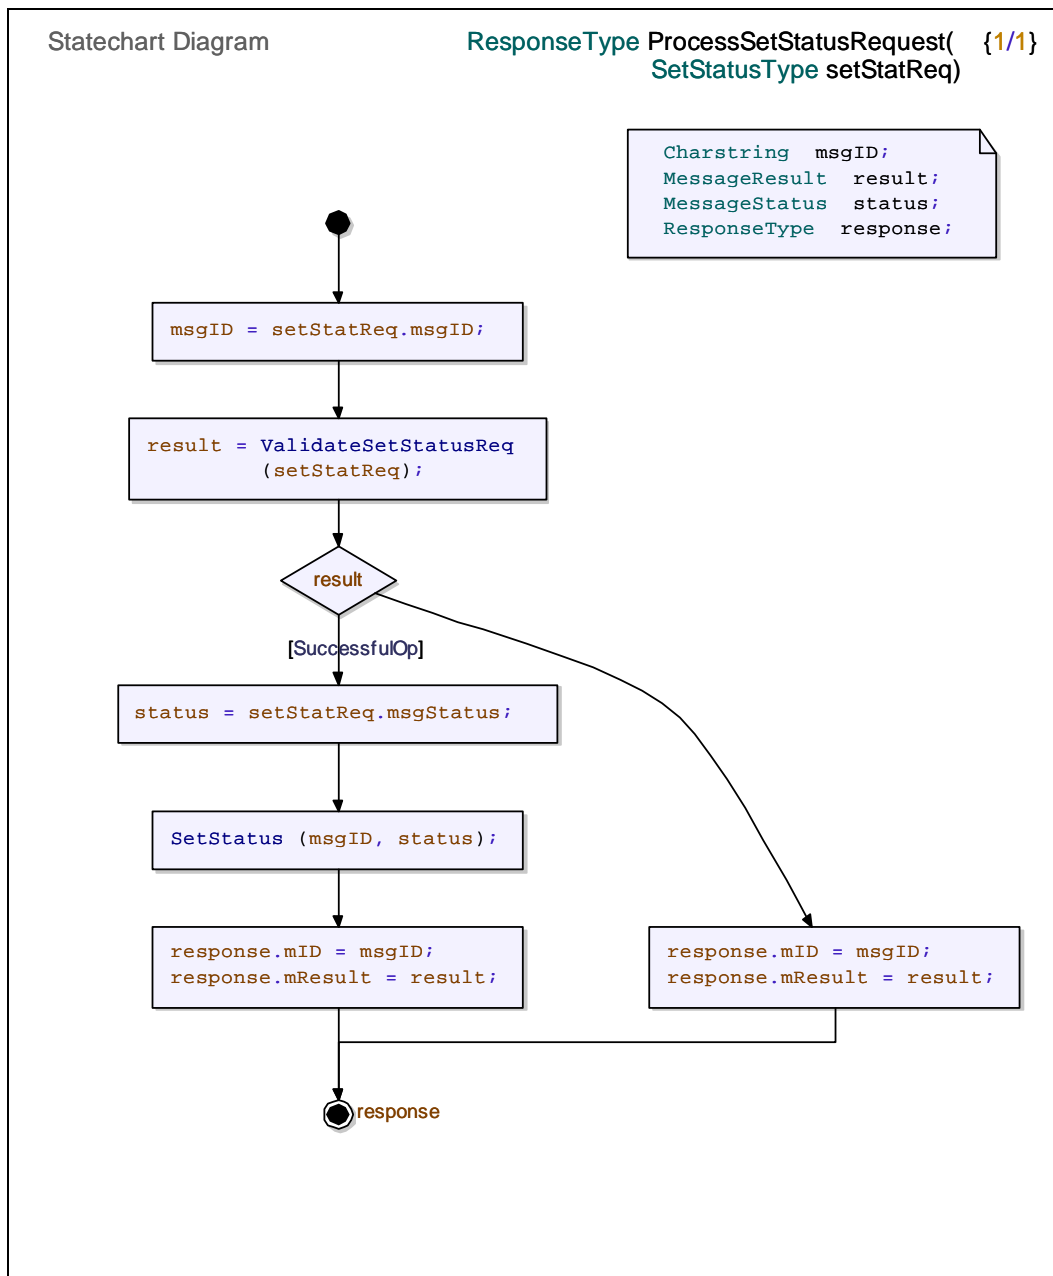 Statechart Diagram
ResponseType ProcessSetStatusRequest( {1/1}
SetStatusType setStatReq)
Charstring msgID;
MessageResult result;
MessageStatus status;
ResponseType response;
msgID = setStatReq.msgID;
result = ValidateSetStatusReq
(setStatReq);
result
[SuccessfulOp]
status = setStatReq.msgStatus;
SetStatus (msgID, status);
response.mID = msgID;
response.mResult = result;
response.mID = msgID;
response.mResult = result;
response